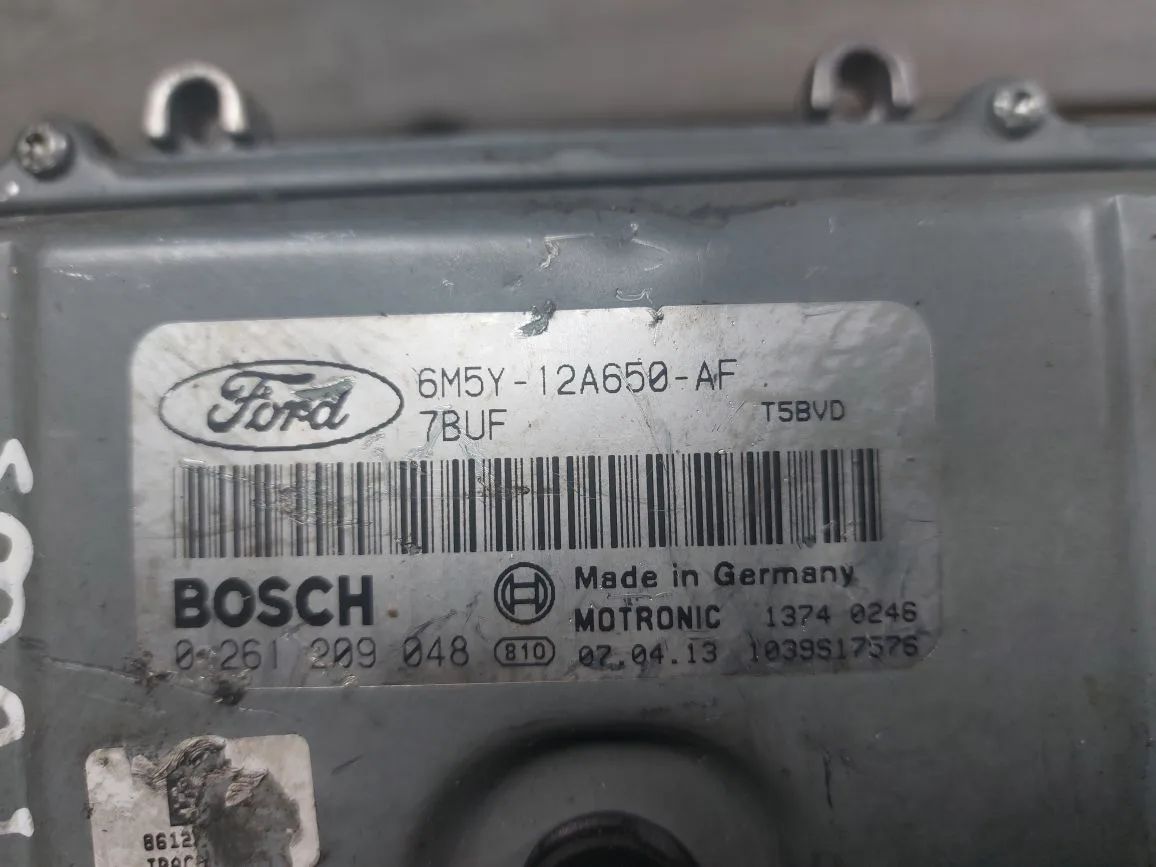 Ford
6M5Y-12A650-AF
7BUF
T5BVD
BOSCH
Made in Germany
MOTRONIC 1374 0246
0 261 209 048 810 07.04.13 1039S17576